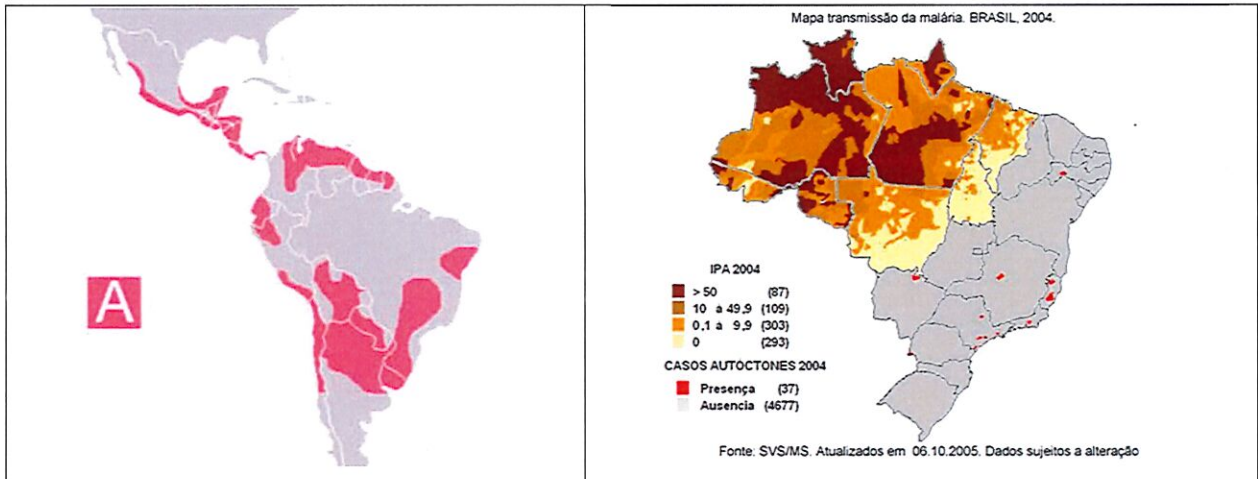 A
Mapa transmissão da malária. BRASIL, 2004.
IPA 2004
> 50 (87)
10 à 49,9 (109)
0,1 à 9,9 (303)
0 (293)
CASOS AUTÓCTONES 2004
Presença (37)
Ausencia (4677)
Fonte: SVS/MS. Atualizados em 06.10.2005. Dados sujeitos a alteração